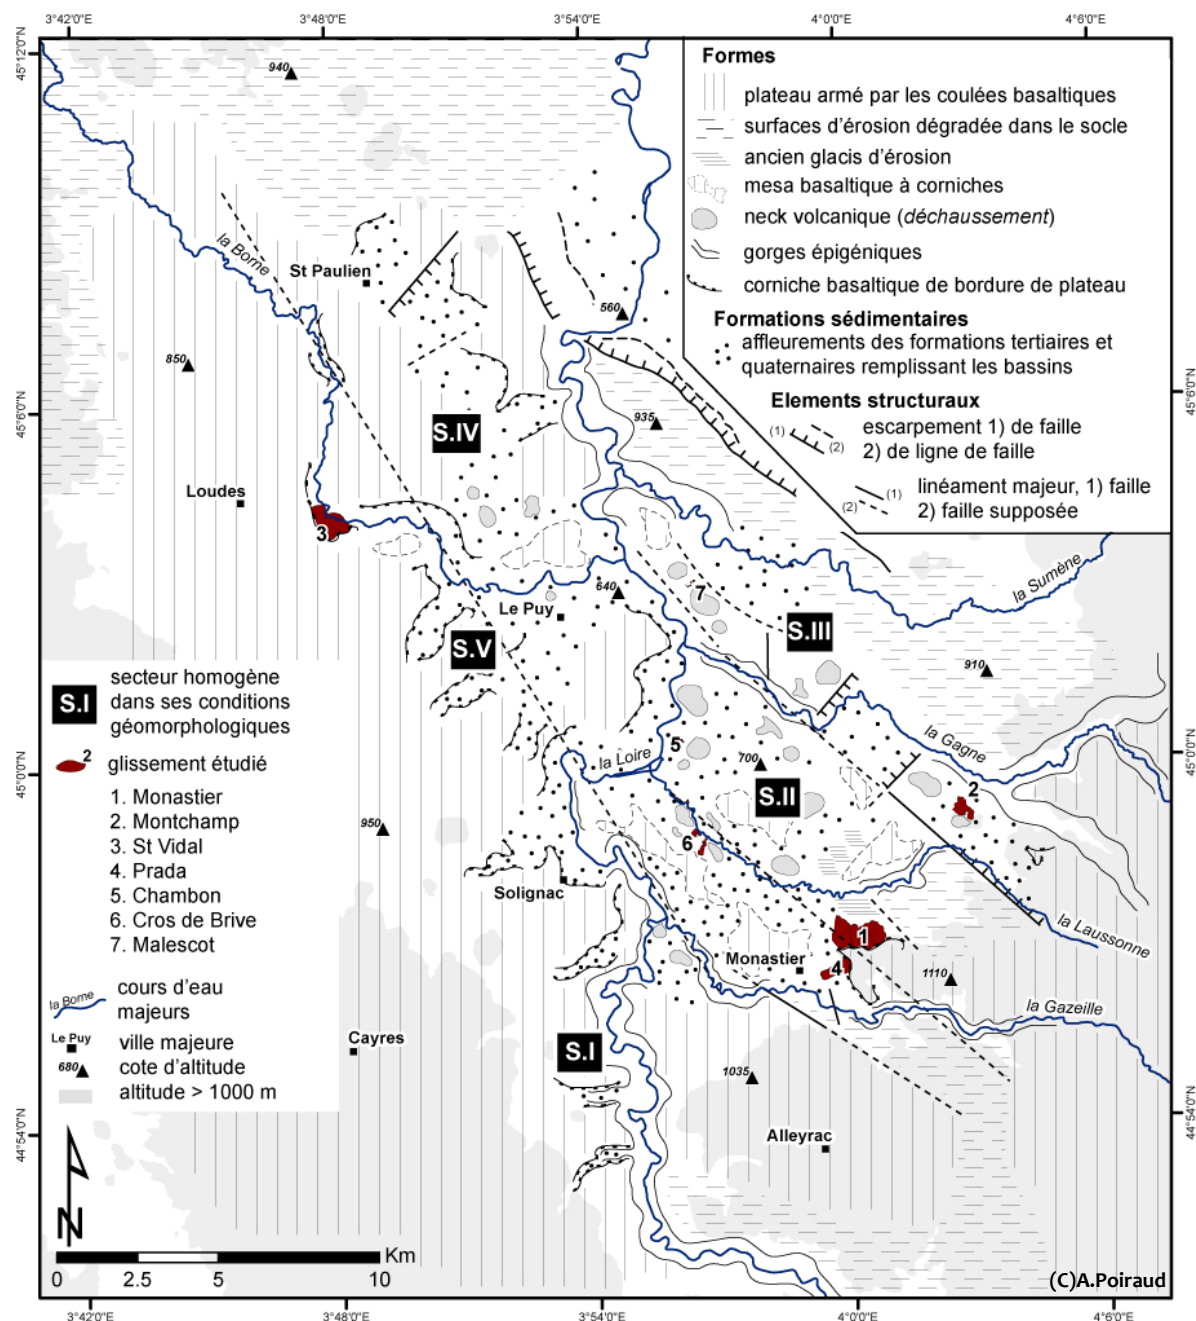 3°42'0"E
3°48'0"E
3°54'0"E
4°0'0"E
4°6'0"E
45°12'0"N
45°6'0"N
45°0'0"N
44°54'0"N
45°6'0"N
45°0'0"N
44°54'0"N
Formes
plateau armé par les coulées basaltiques
surfaces d'érosion dégradée dans le socle
ancien glacis d'érosion
mesa basaltique à corniches
neck volcanique (déchaussement)
gorges épigéniques
corniche basaltique de bordure de plateau
Formations sédimentaires
affleurements des formations tertiaires et
quaternaires remplissant les bassins
Elements structuraux
(1)
(2)
escarpement 1) de faille
2) de ligne de faille
(1)
(2)
linéament majeur, 1) faille
2) faille supposée
940
la Borne
St Paulien
560
850
935
S.IV
Loudes
3
la Sumène
640
7
Le Puy
S.III
S.V
910
la Gagne
5
la Loire
700
S.II
2
950
6
Solignac
la Laussonne
1
Monastier
4
1110
la Gazeille
Cayres
S.I
1035
Alleyrac
S.I
secteur homogène
dans ses conditions
géomorphologiques
2
glissement étudié
1. Monastier
2. Montchamp
3. St Vidal
4. Prada
5. Chambon
6. Cros de Brive
7. Malescot
la Borne
cours d'eau
majeurs
Le Puy
ville majeure
680
cote d'altitude
altitude > 1000 m
N
Km
0
2.5
5
10
(C)A.Poiraud
3°42'0"E
3°48'0"E
3°54'0"E
4°0'0"E
4°6'0"E